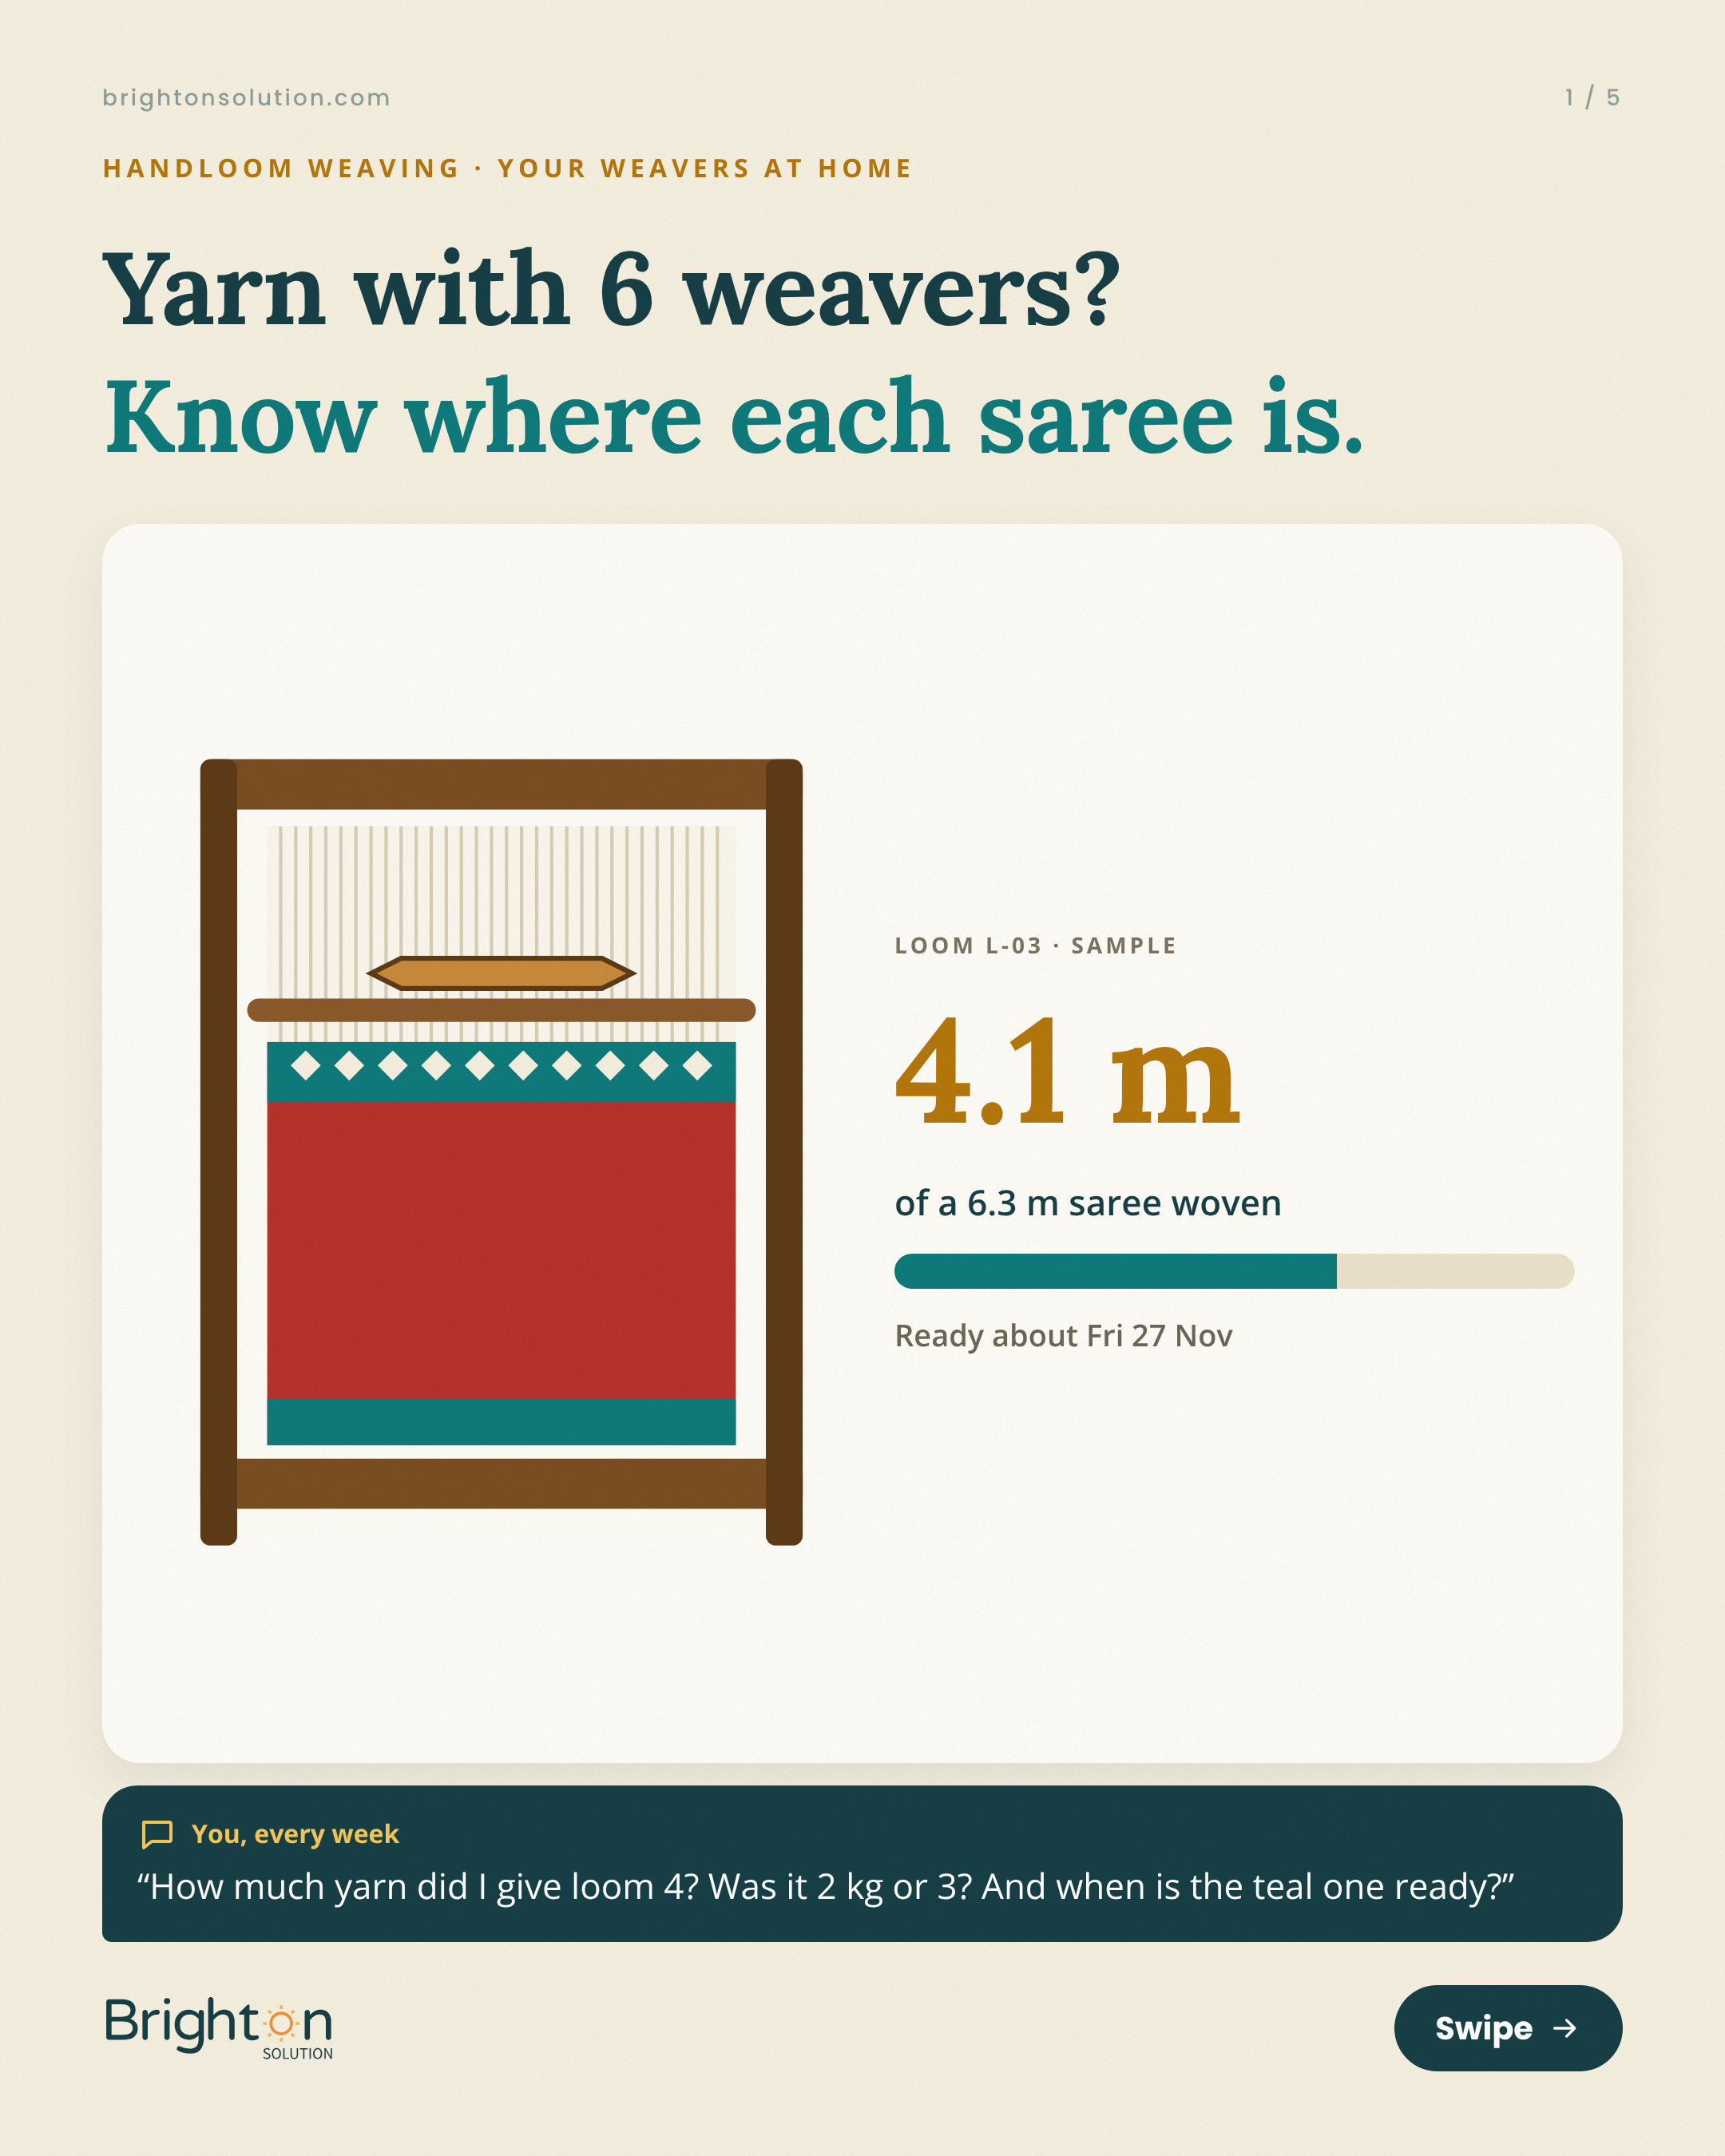 brightonsolution.com
1 / 5
HANDLOOM WEAVING · YOUR WEAVERS AT HOME
Yarn with 6 weavers?
Know where each saree is.
LOOM L-03 · SAMPLE
4.1 m
of a 6.3 m saree woven
Ready about Fri 27 Nov
You, every week
“How much yarn did I give loom 4? Was it 2 kg or 3? And when is the teal one ready?”
Brighton
SOLUTION
Swipe →